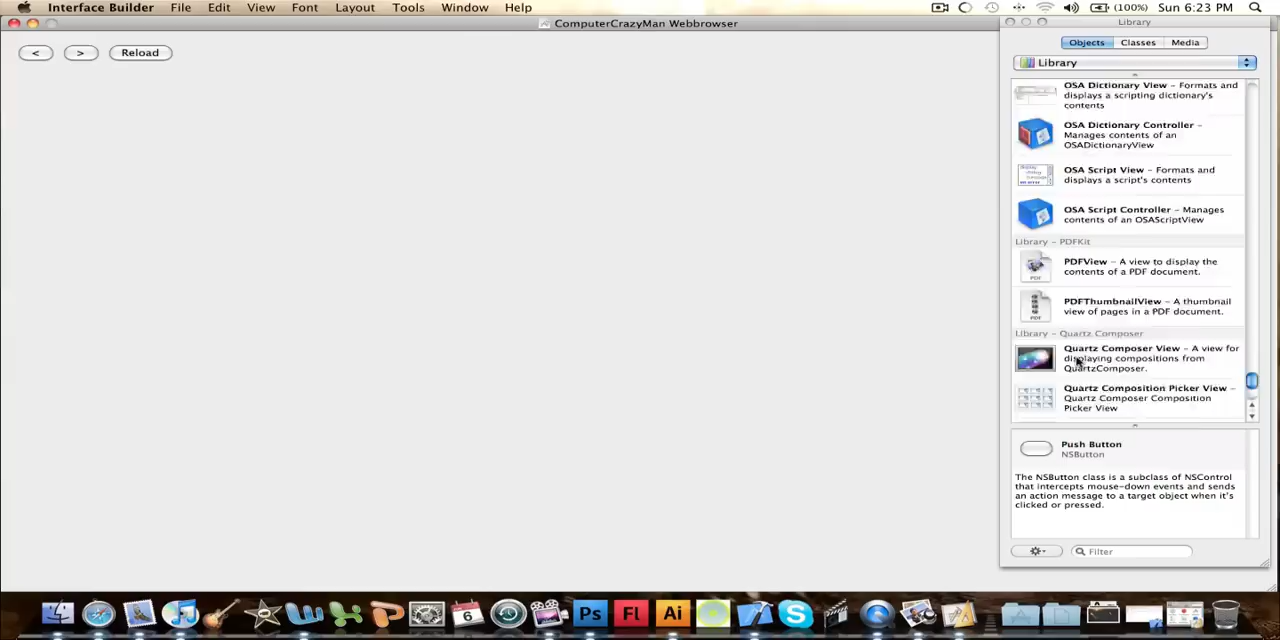 Interface Builder File Edit View Font Layout Tools Window Help (100%) Sun 6:23 PM
ComputerCrazyMan Webbrowser
Library
< > Reload
Objects Classes Media
Library
OSA Dictionary View – Formats and
displays a scripting dictionary's
contents
OSA Dictionary Controller –
Manages contents of an
OSADictionaryView
OSA Script View – Formats and
displays a script's contents
OSA Script Controller – Manages
contents of an OSAScriptView
Library – PDFKit
PDFView – A view to display the
contents of a PDF document.
PDF
PDFThumbnailView – A thumbnail
view of pages in a PDF document.
PDF
Library – Quartz Composer
Quartz Composer View – A view for
displaying compositions from
QuartzComposer.
Quartz Composition Picker View –
Quartz Composer Composition
Picker View
Push Button
NSButton
The NSButton class is a subclass of NSControl
that intercepts mouse-down events and sends
an action message to a target object when it's
clicked or pressed.
Filter
6
Ps Fl Ai